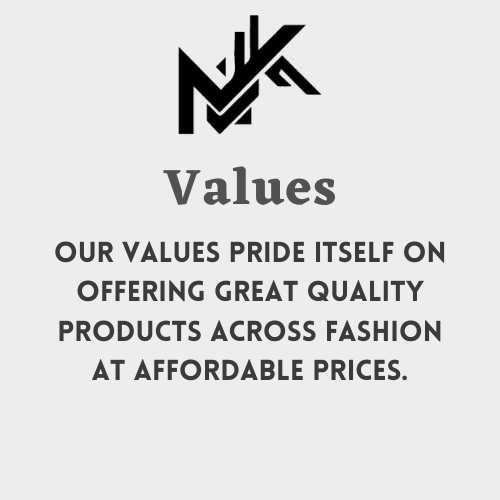 Values
OUR VALUES PRIDE ITSELF ON
OFFERING GREAT QUALITY
PRODUCTS ACROSS FASHION
AT AFFORDABLE PRICES.